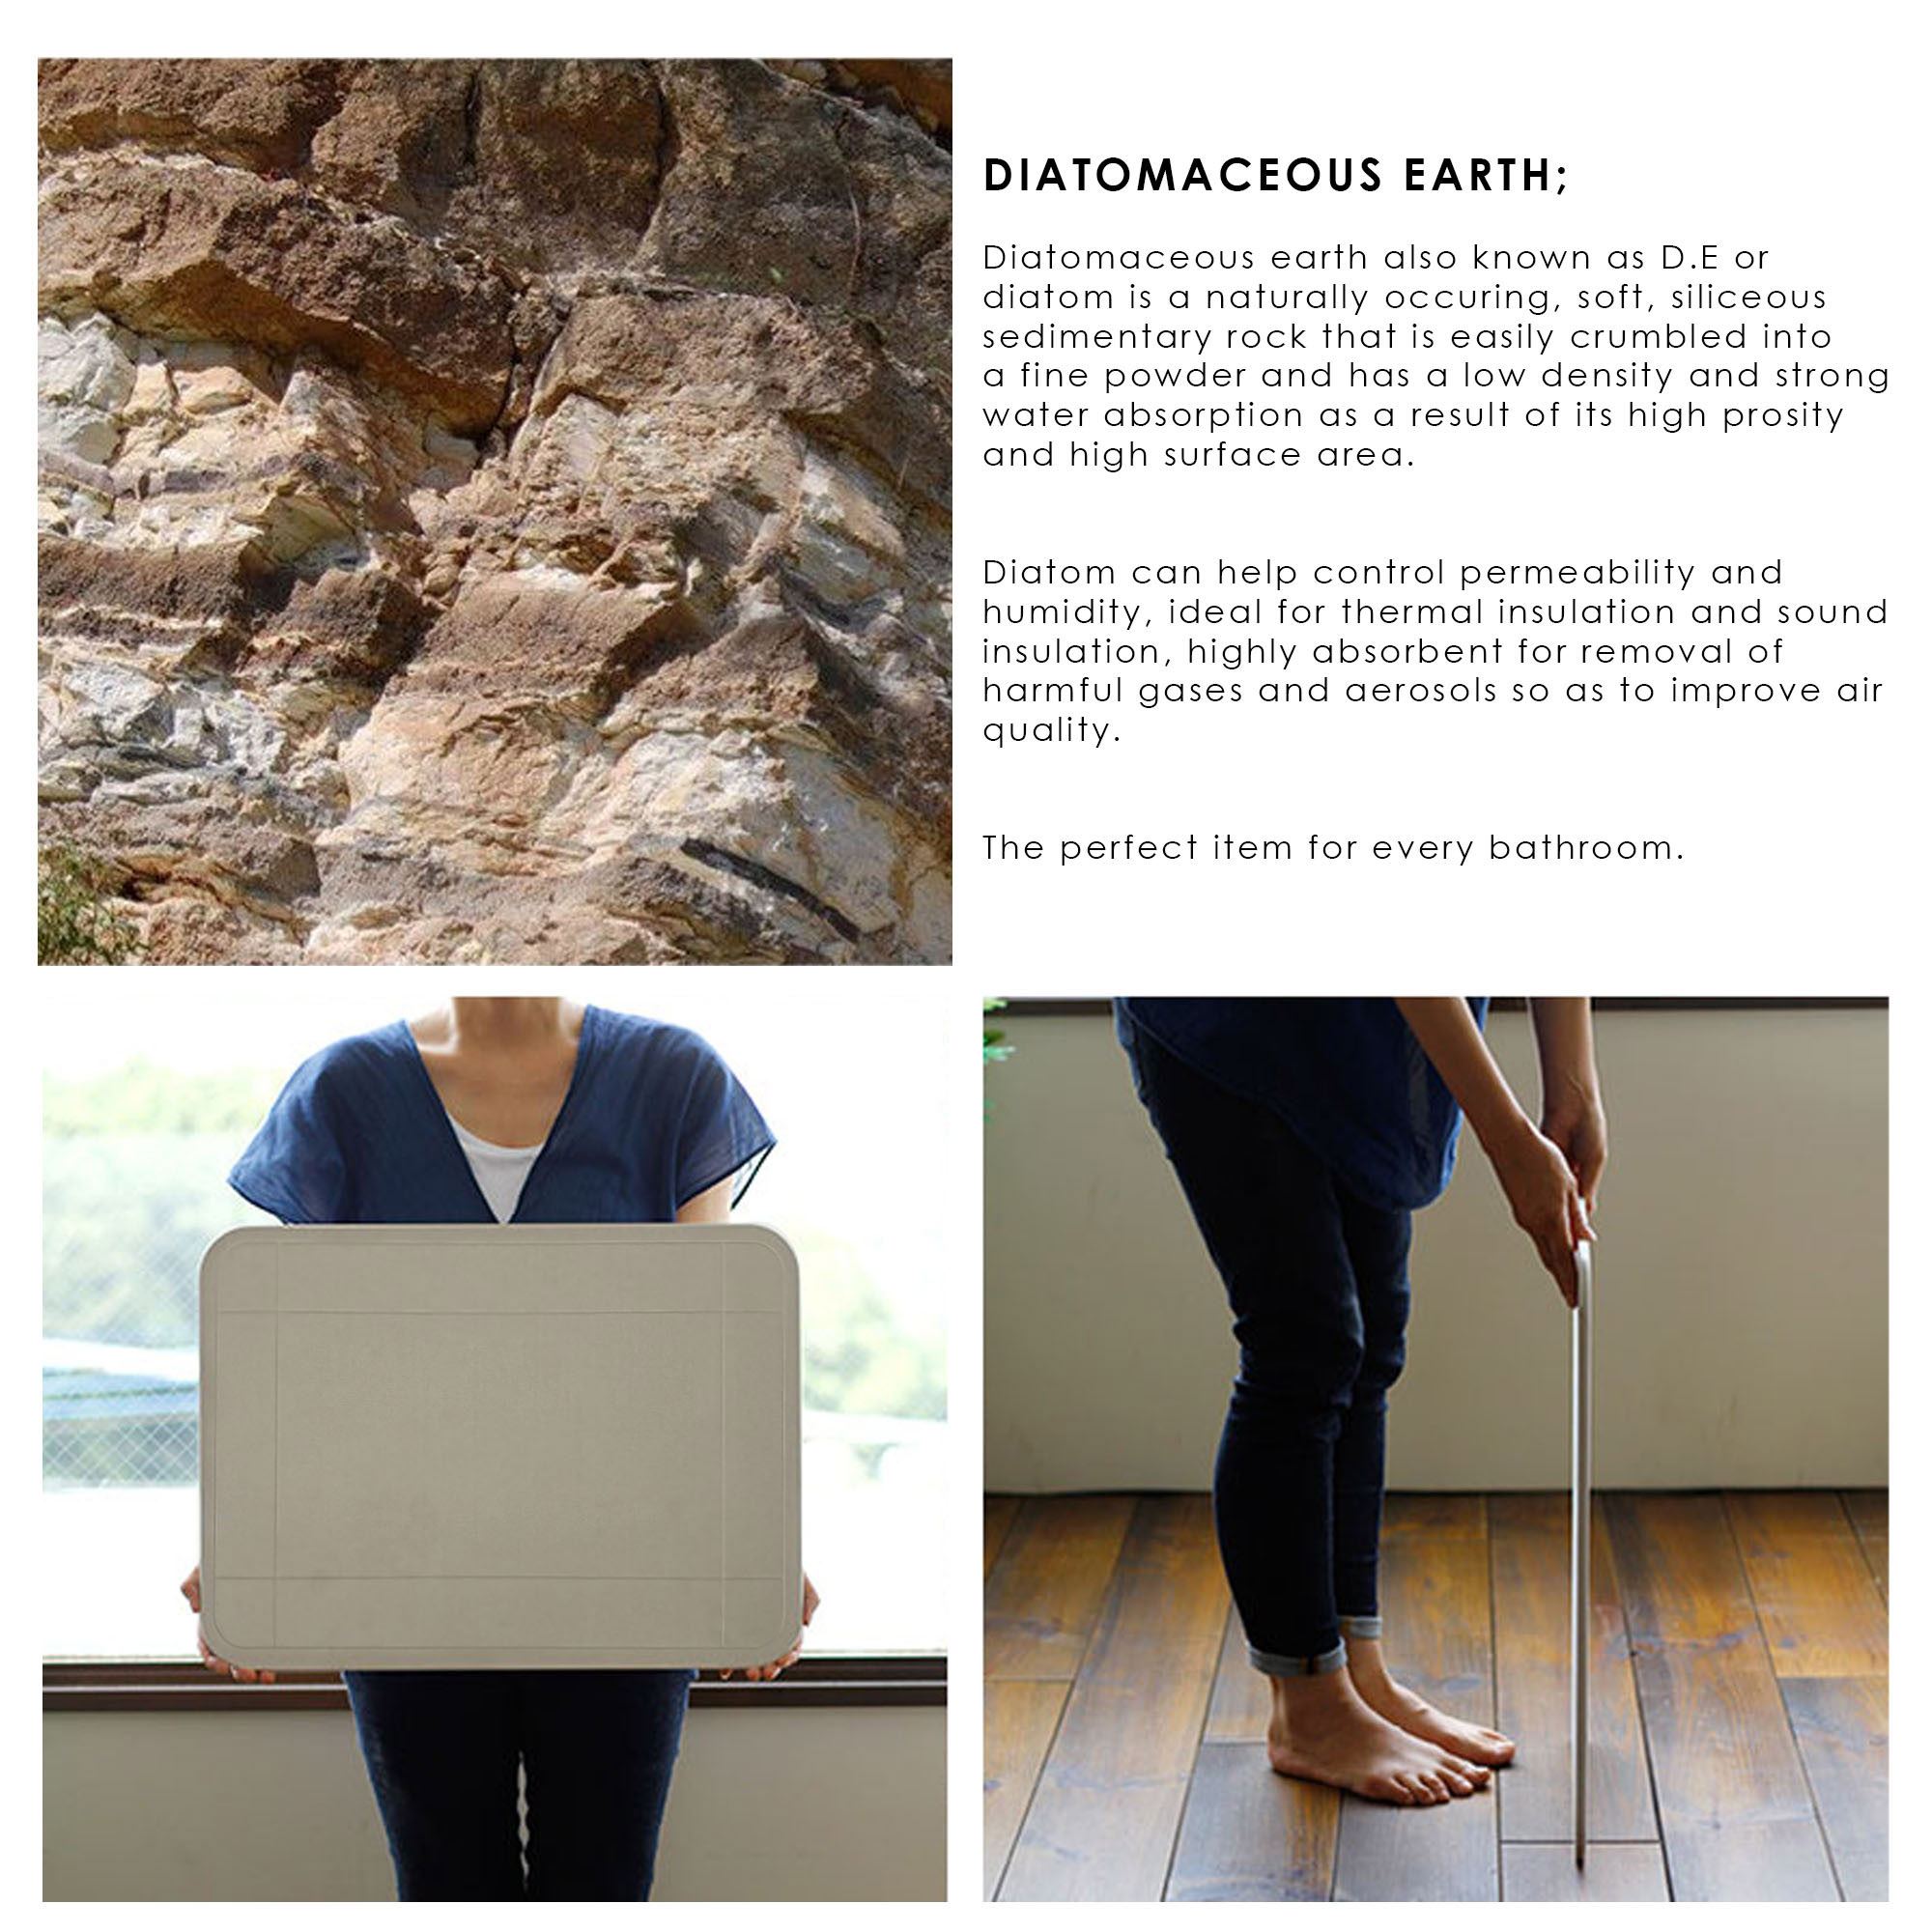 DIATOMACEOUS EARTH;
Diatomaceous earth also known as D.E or
diatom is a naturally occuring, soft, siliceous
sedimentary rock that is easily crumbled into
a fine powder and has a low density and strong
water absorption as a result of its high prosity
and high surface area.
Diatom can help control permeability and
humidity, ideal for thermal insulation and sound
insulation, highly absorbent for removal of
harmful gases and aerosols so as to improve air
quality.
The perfect item for every bathroom.